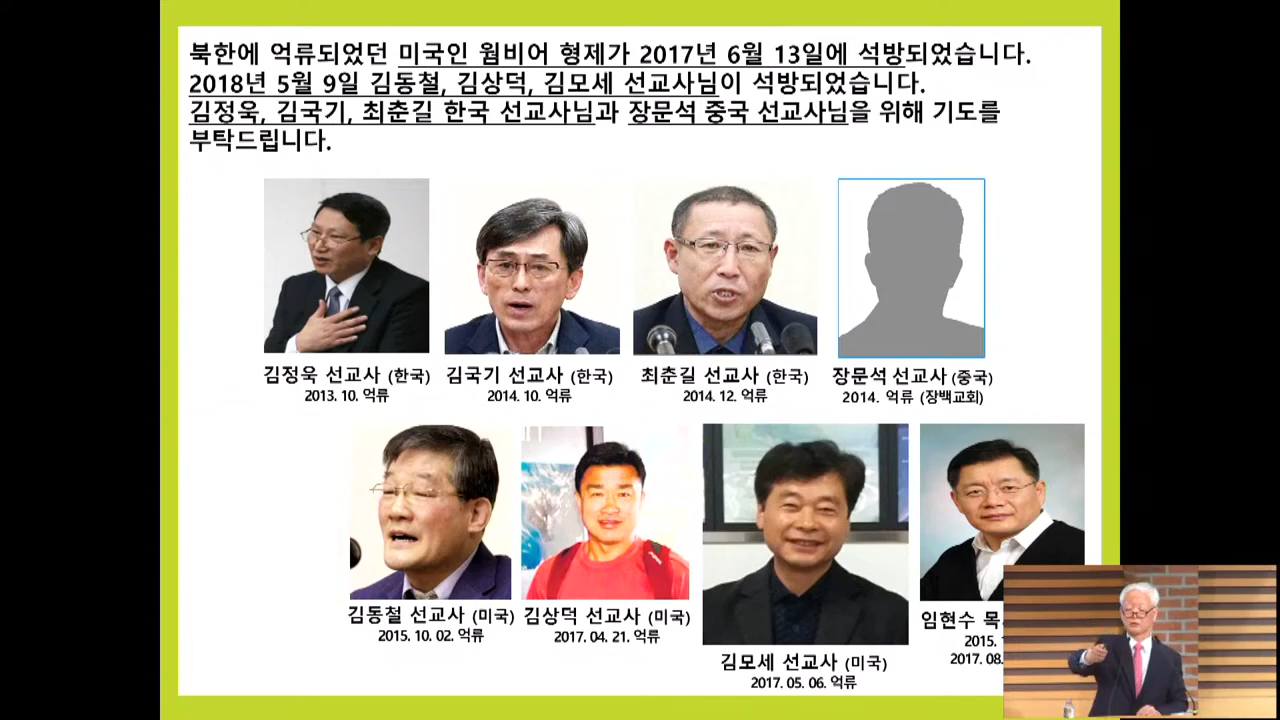 북한에 억류되었던 미국인 웜비어 형제가 2017년 6월 13일에 석방되었습니다.
2018년 5월 9일 김동철, 김상덕, 김모세 선교사님이 석방되었습니다.
김정욱, 김국기, 최춘길 한국 선교사님과 장문석 중국 선교사님을 위해 기도를
부탁드립니다.
김정욱 선교사 (한국)
2013. 10. 억류
김국기 선교사 (한국)
2014. 10. 억류
최춘길 선교사 (한국)
2014. 12. 억류
장문석 선교사 (중국)
2014. 억류 (장백교회)
김동철 선교사 (미국)
2015. 10. 02. 억류
김상덕 선교사 (미국)
2017. 04. 21. 억류
김모세 선교사 (미국)
2017. 05. 06. 억류
임현수
2015.
2017. 08.